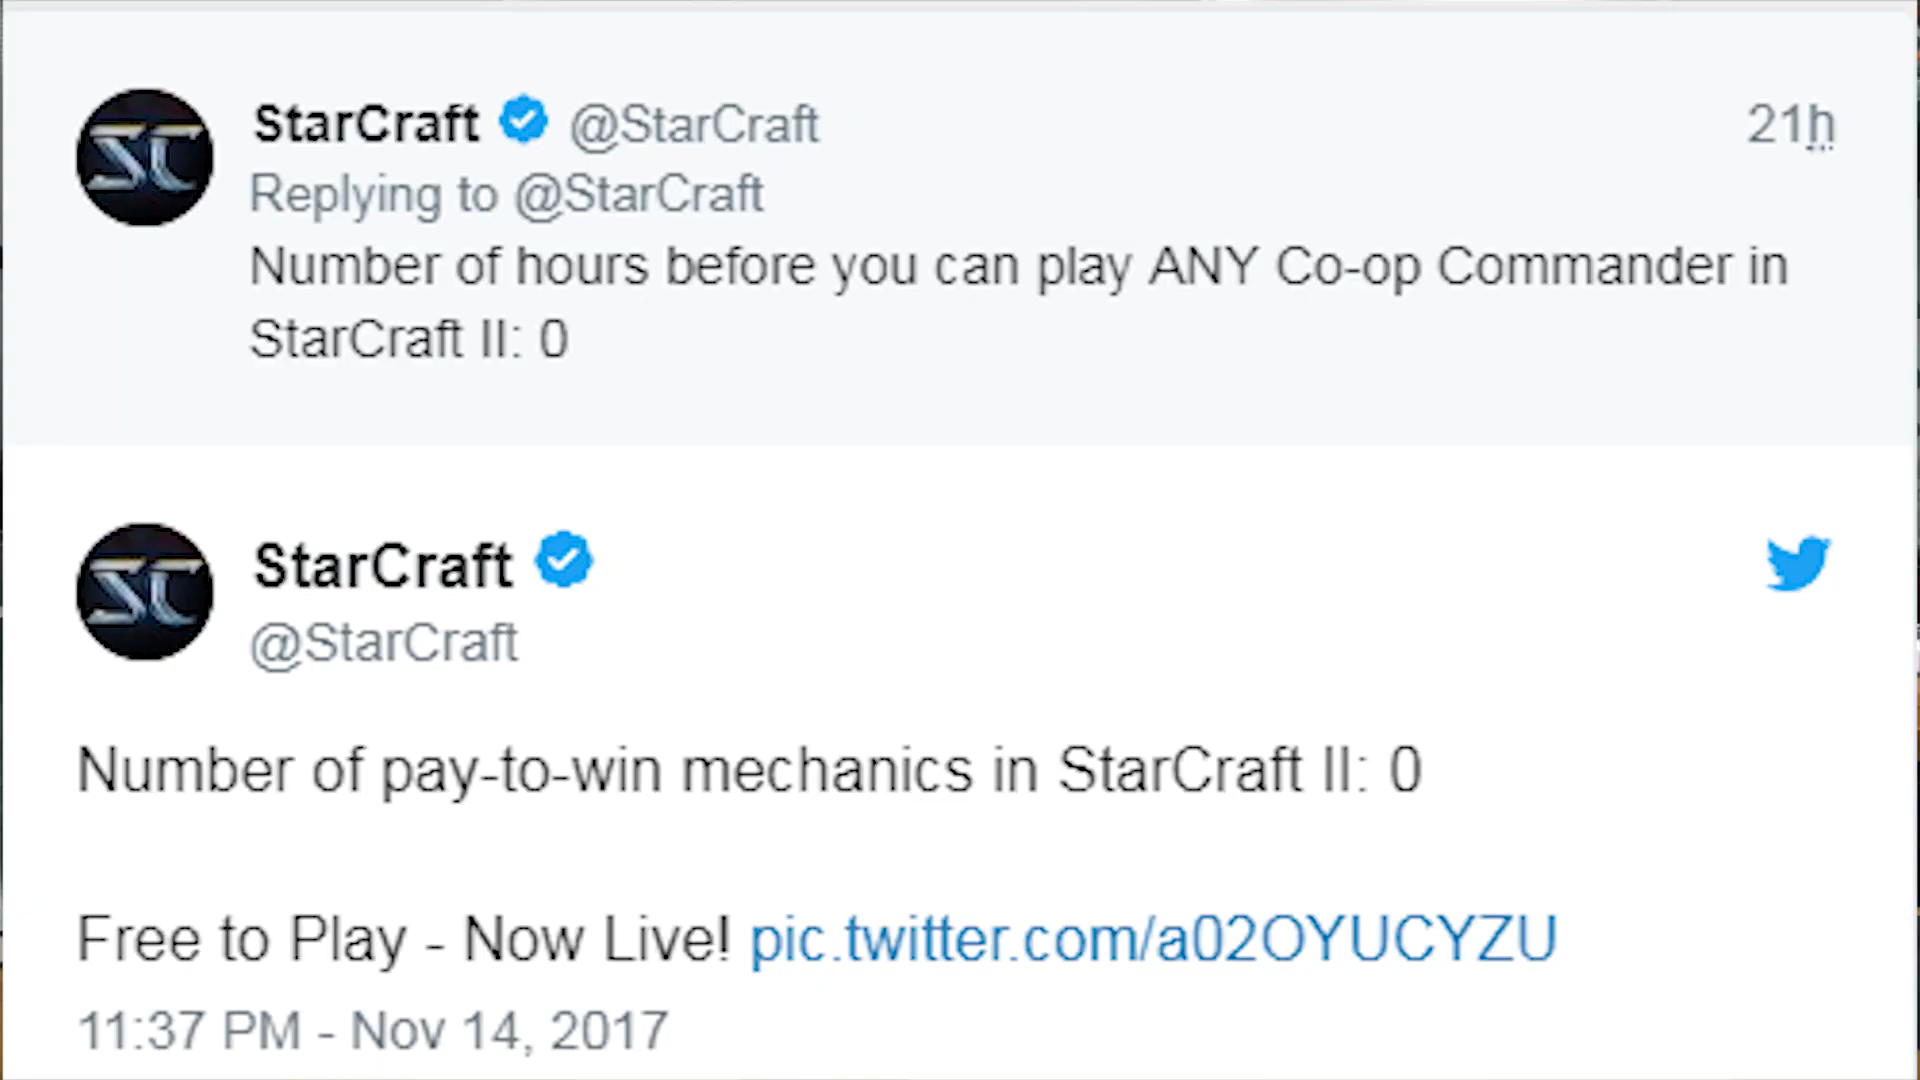 StarCraft @StarCraft 21h
Replying to @StarCraft
Number of hours before you can play ANY Co-op Commander in
StarCraft II: 0
StarCraft
@StarCraft
Number of pay-to-win mechanics in StarCraft II: 0
Free to Play - Now Live! pic.twitter.com/a02OYUCYZU
11:37 PM - Nov 14, 2017